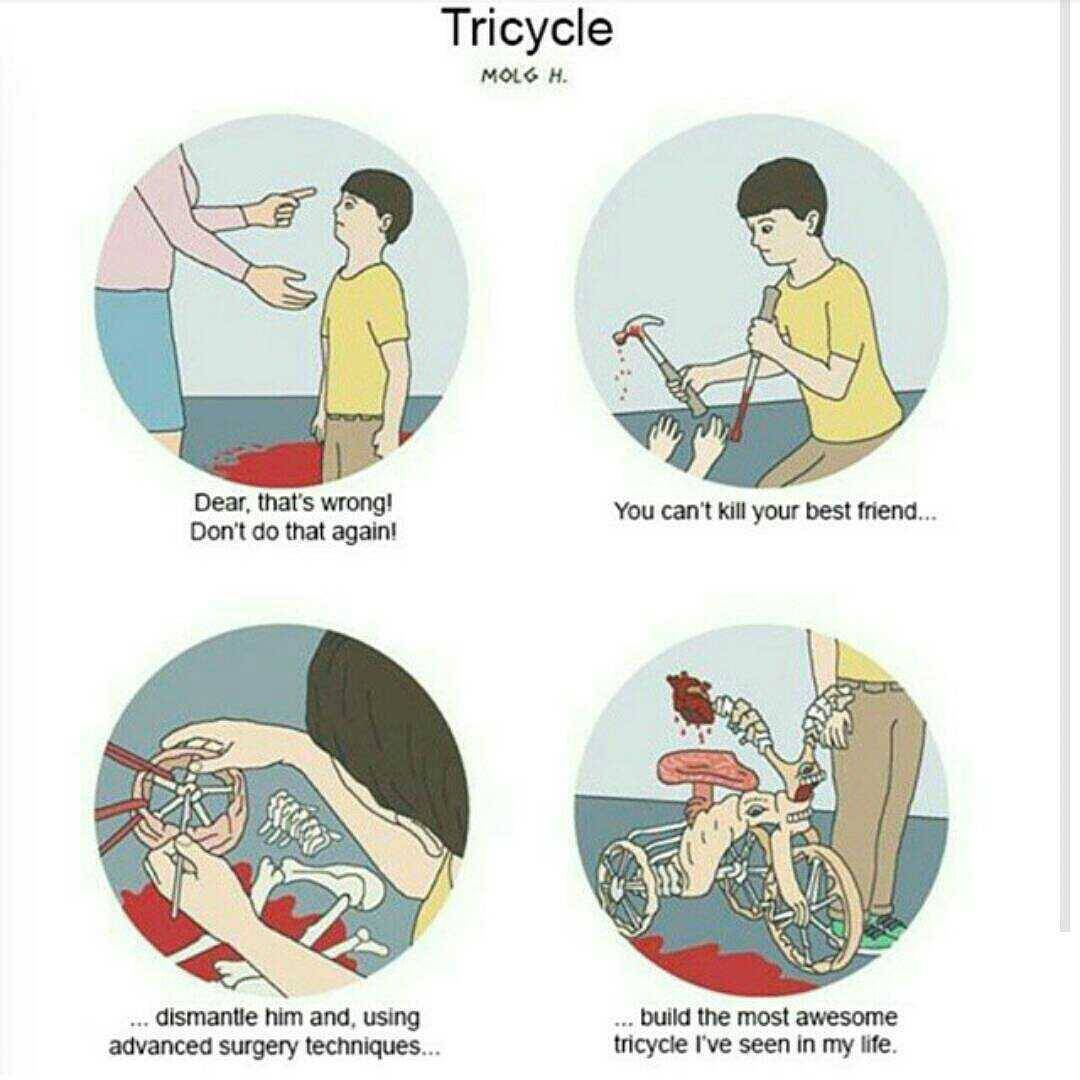 Tricycle
MOLG H.
Dear, that's wrong!
Don't do that again!
You can't kill your best friend...
... dismantle him and, using
advanced surgery techniques...
... build the most awesome
tricycle I've seen in my life.